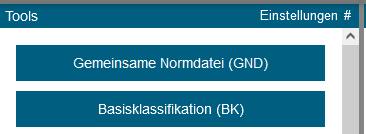 Tools Einstellungen #
Gemeinsame Normdatei (GND)
Basisklassifikation (BK)